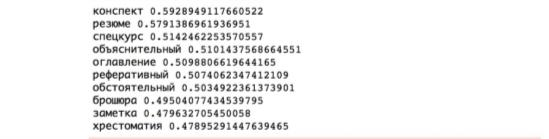 конспект 0.5928949117660522
резюме 0.5791386961936951
спецкурс 0.5142462253570557
объяснительный 0.5101437568664551
оглавление 0.5098806619644165
реферативный 0.5074062347412109
обстоятельный 0.5034922361373901
брошюра 0.49504077434539795
заметка 0.479632705450058
хрестоматия 0.47895291447639465